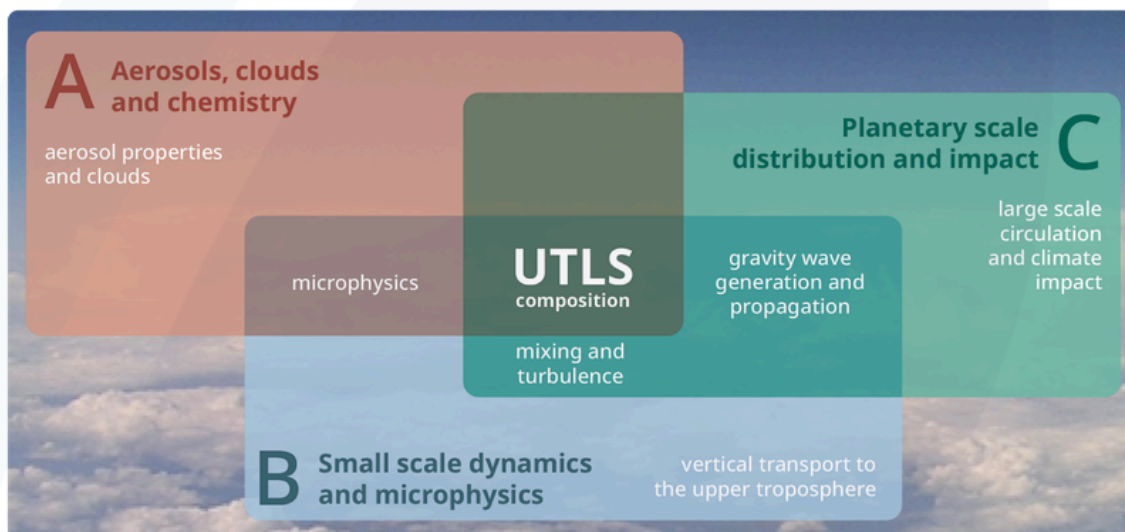 A
Aerosols, clouds
and chemistry
aerosol properties
and clouds
C
Planetary scale
distribution and impact
large scale
circulation
and climate
impact
microphysics
UTLS
composition
gravity wave
generation and
propagation
mixing and
turbulence
B
Small scale dynamics
and microphysics
vertical transport to
the upper troposphere